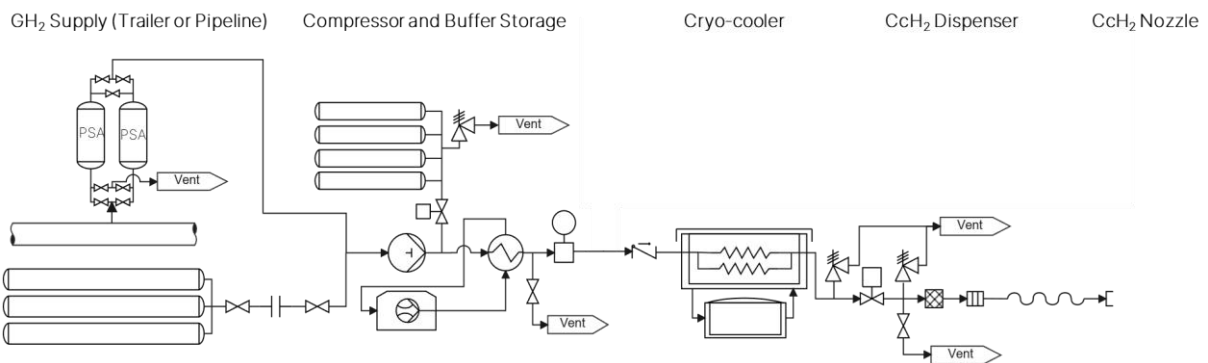 GH₂ Supply (Trailer or Pipeline)
Compressor and Buffer Storage
Cryo-cooler
CcH₂ Dispenser
CcH₂ Nozzle
PSA
PSA
Vent
Vent
Vent
Vent
Vent